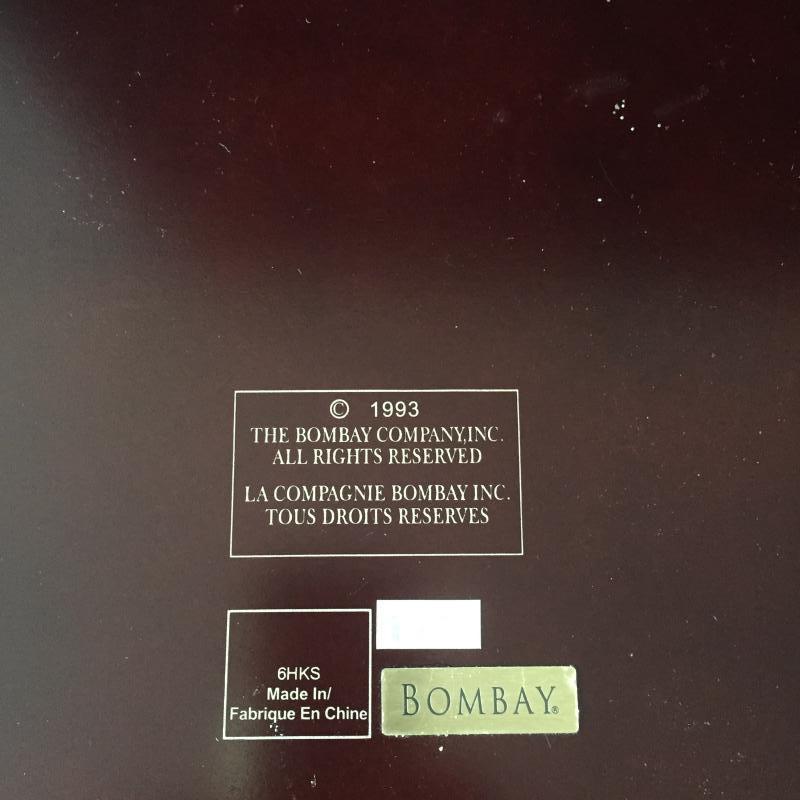 © 1993
THE BOMBAY COMPANY,INC.
ALL RIGHTS RESERVED
LA COMPAGNIE BOMBAY INC.
TOUS DROITS RESERVES
6HKS
Made In/
Fabrique En Chine
BOMBAY®